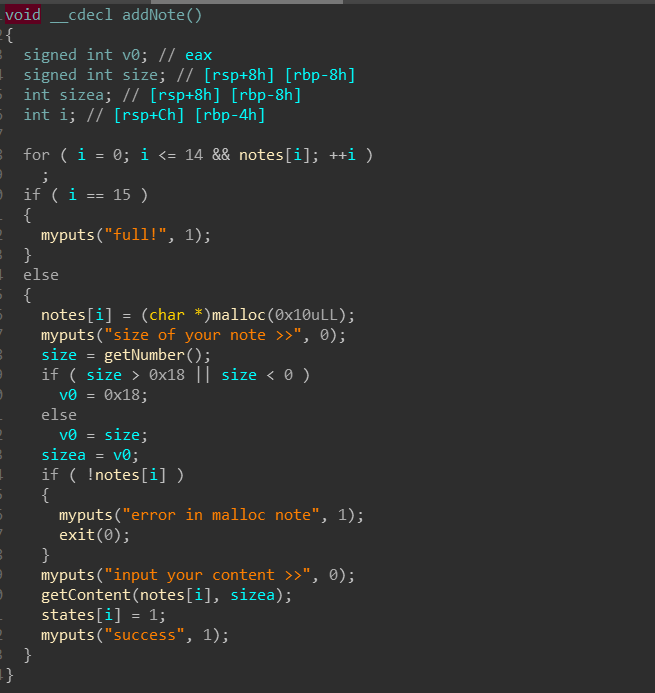 void __cdecl addNote()
{
  signed int v0; // eax
  signed int size; // [rsp+8h] [rbp-8h]
  int sizea; // [rsp+8h] [rbp-8h]
  int i; // [rsp+Ch] [rbp-4h]

  for ( i = 0; i <= 14 && notes[i]; ++i )
    ;
  if ( i == 15 )
  {
    myputs("full!", 1);
  }
  else
  {
    notes[i] = (char *)malloc(0x10uLL);
    myputs("size of your note >>", 0);
    size = getNumber();
    if ( size > 0x18 || size < 0 )
      v0 = 0x18;
    else
      v0 = size;
    sizea = v0;
    if ( !notes[i] )
    {
      myputs("error in malloc note", 1);
      exit(0);
    }
    myputs("input your content >>", 0);
    getContent(notes[i], sizea);
    states[i] = 1;
    myputs("success", 1);
  }
}